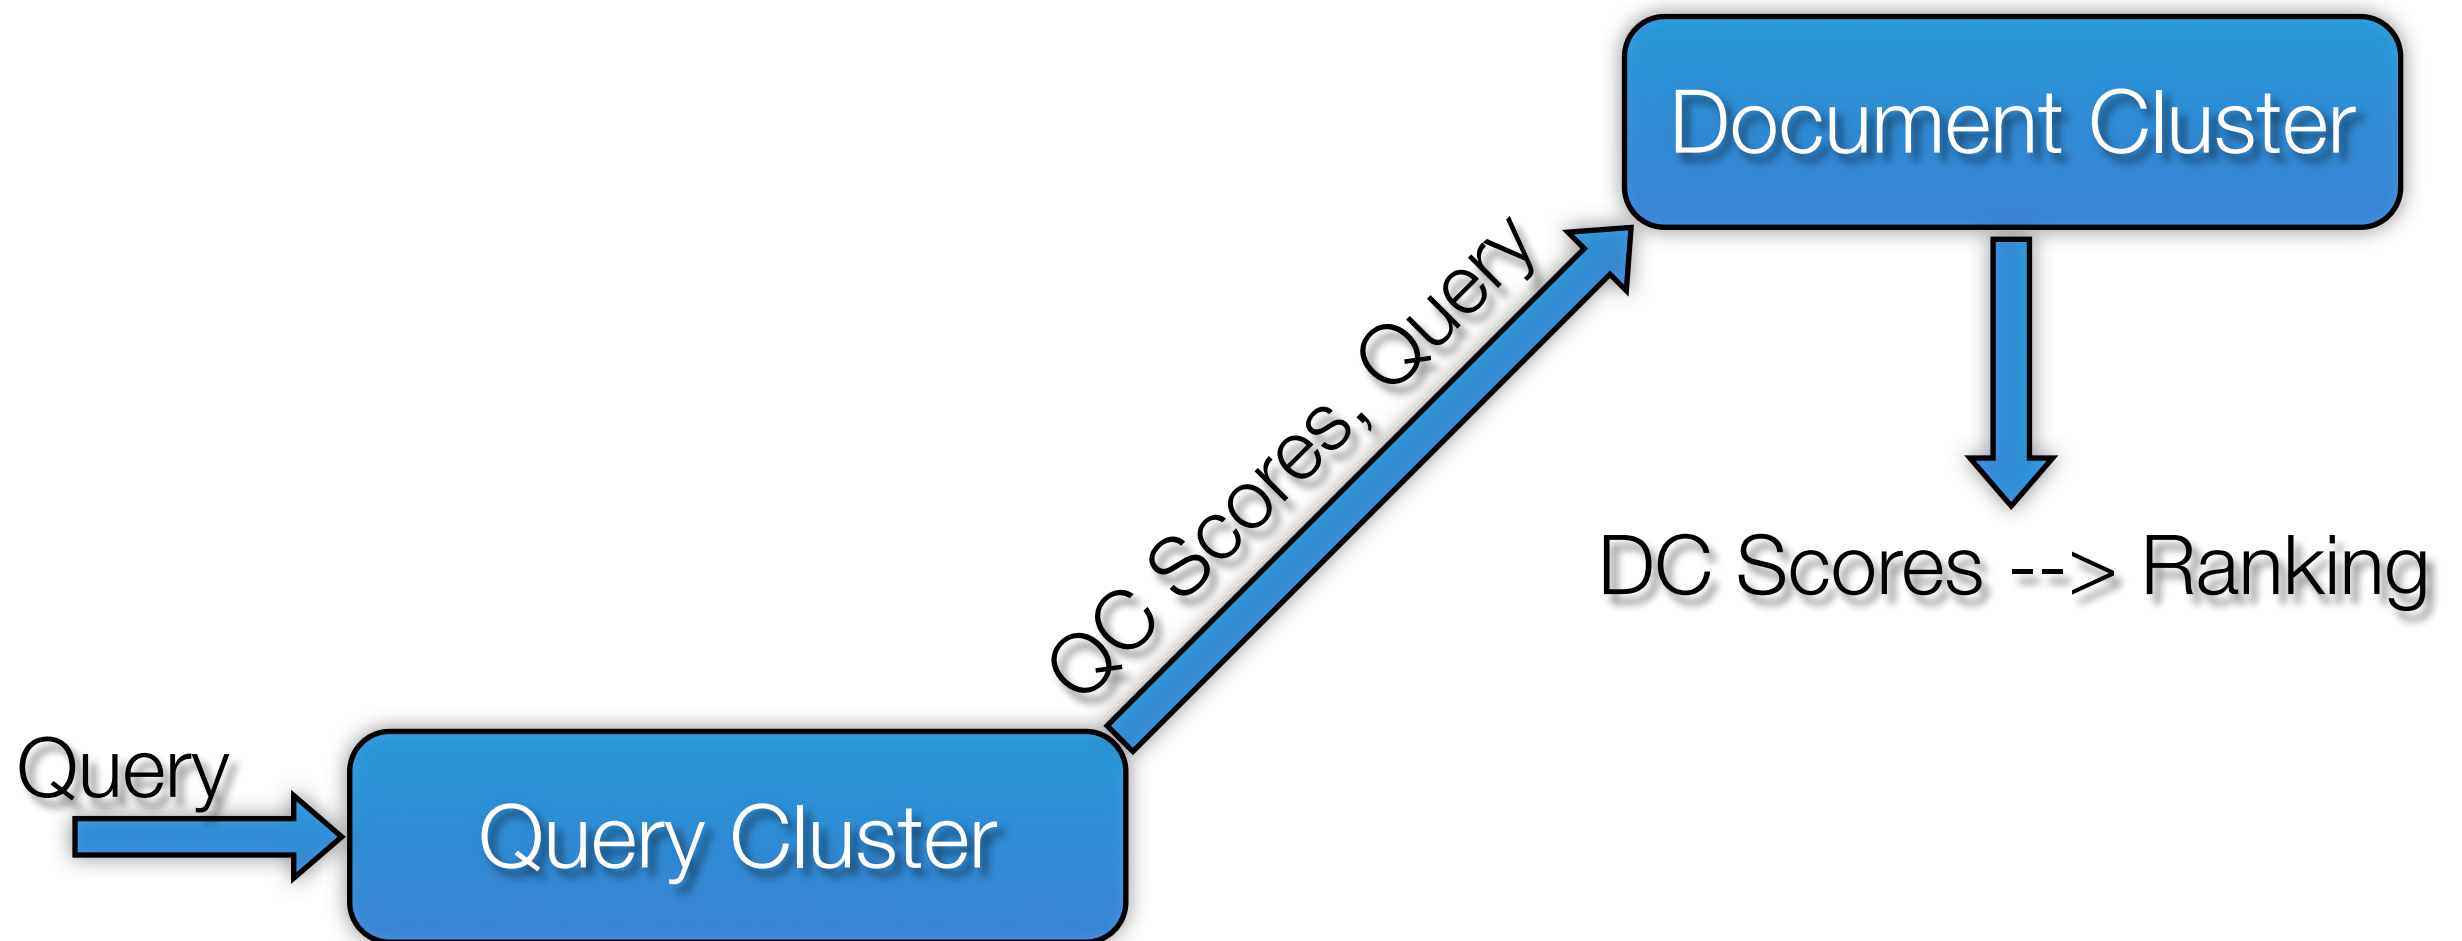 Document Cluster
QC Scores, Query
DC Scores --> Ranking
Query
Query Cluster